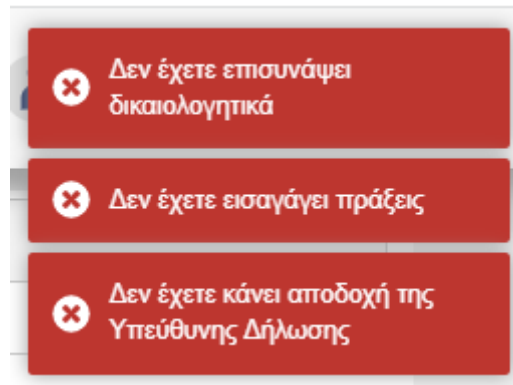 Δεν έχετε επισυνάψει
δικαιολογητικά
Δεν έχετε εισαγάγει πράξεις
Δεν έχετε κάνει αποδοχή της
Υπεύθυνης Δήλωσης